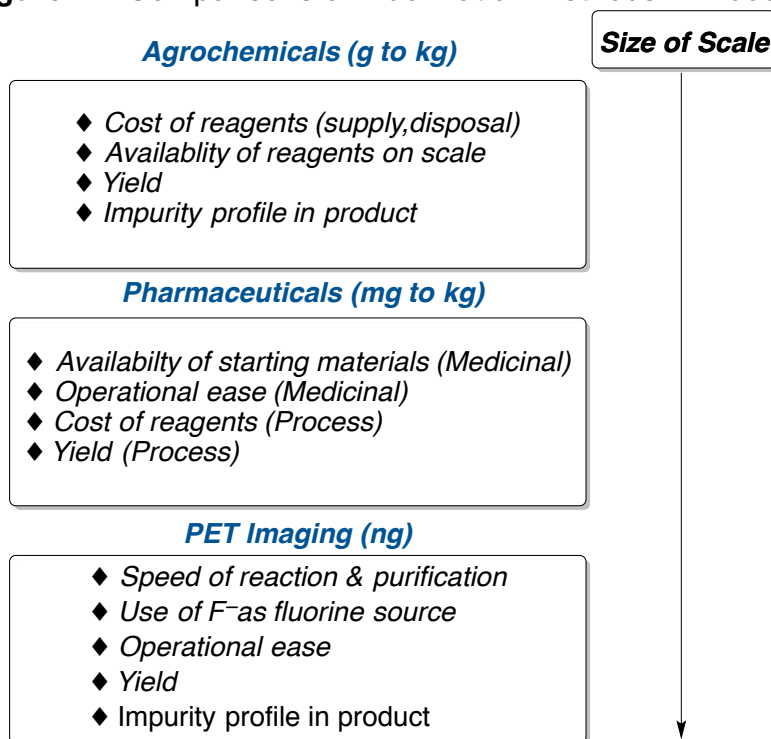 Size of Scale
Agrochemicals (g to kg)
♦ Cost of reagents (supply,disposal)
♦ Availablity of reagents on scale
♦ Yield
♦ Impurity profile in product
Pharmaceuticals (mg to kg)
♦ Availabilty of starting materials (Medicinal)
♦ Operational ease (Medicinal)
♦ Cost of reagents (Process)
♦ Yield (Process)
PET Imaging (ng)
♦ Speed of reaction & purification
♦ Use of F⁻as fluorine source
♦ Operational ease
♦ Yield
♦ Impurity profile in product